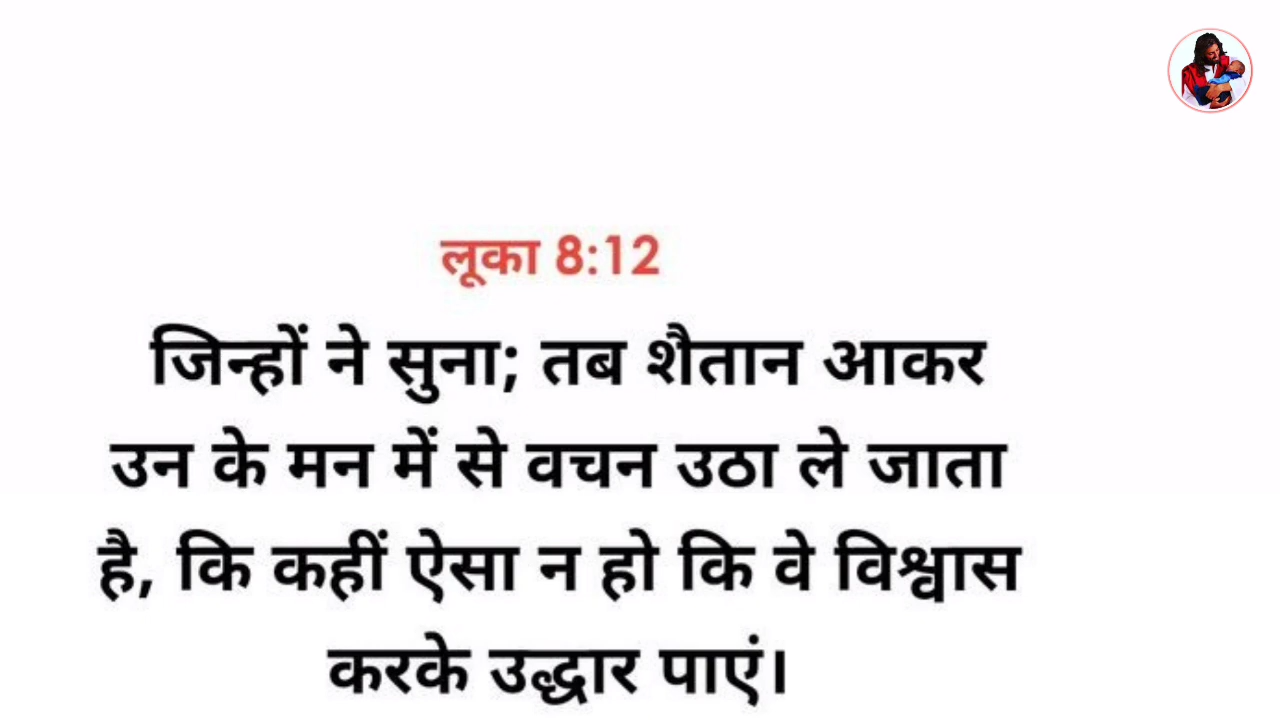 लूका 8:12
जिन्हों ने सुना; तब शैतान आकर
उन के मन में से वचन उठा ले जाता
है, कि कहीं ऐसा न हो कि वे विश्वास
करके उद्धार पाएं।